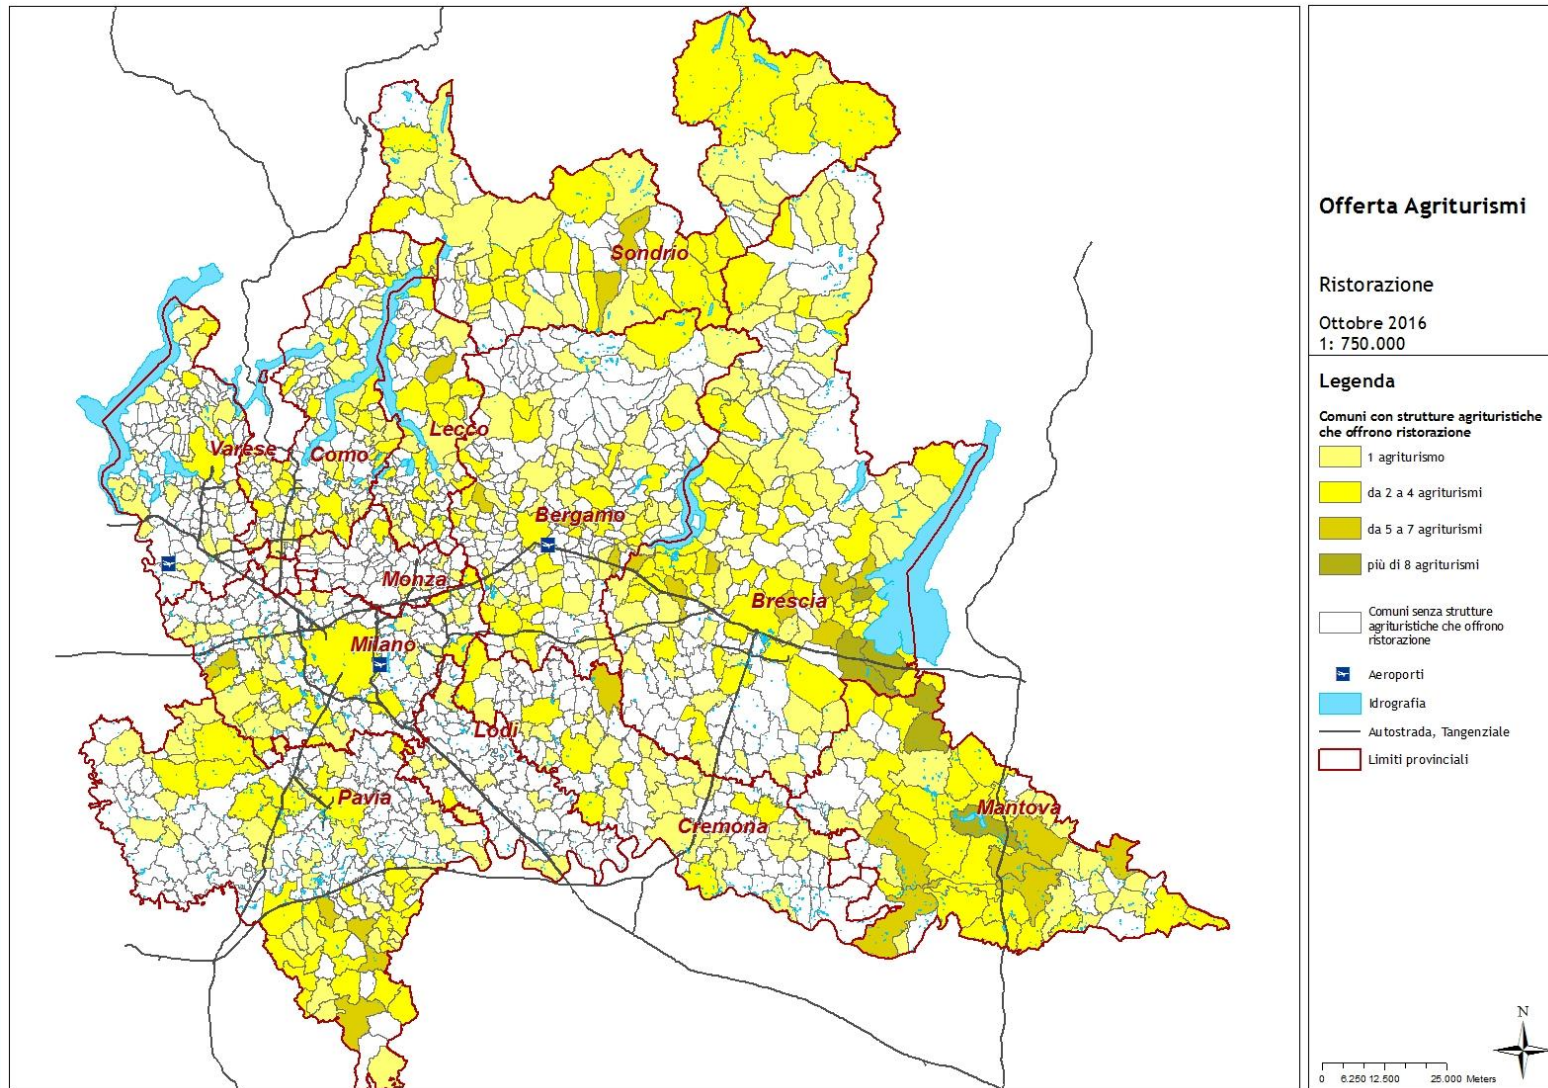 Sondrio
Varese
Como
Lecco
Bergamo
Monza
Brescia
Milano
Lodi
Pavia
Cremona
Mantova
Offerta Agriturismi
Ristorazione
Ottobre 2016
1: 750.000
Legenda
Comuni con strutture agrituristiche
che offrono ristorazione
1 agriturismo
da 2 a 4 agriturismi
da 5 a 7 agriturismi
più di 8 agriturismi
Comuni senza strutture
agrituristiche che offrono
ristorazione
Aeroporti
Idrografia
Autostrada, Tangenziale
Limiti provinciali
N
0 6.250 12.500 25.000 Meters